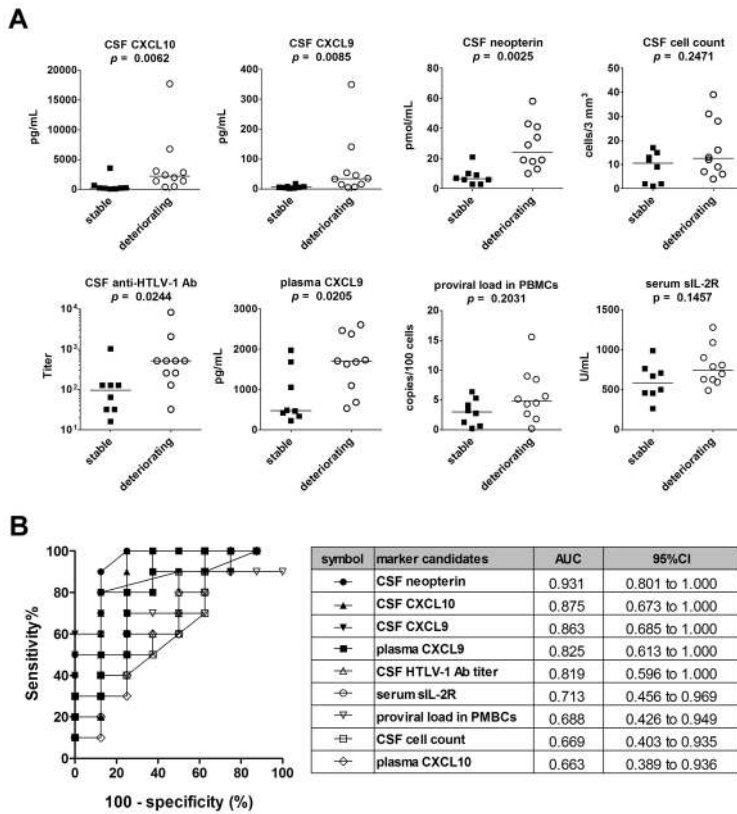 A
CSF CXCL10
p = 0.0062
20000
15000
10000
5000
0
pg/mL
stable
deteriorating
CSF CXCL9
p = 0.0085
400
300
200
100
0
pg/mL
stable
deteriorating
CSF neopterin
p = 0.0025
80
60
40
20
0
pmol/mL
stable
deteriorating
CSF cell count
p = 0.2471
50
40
30
20
10
0
cells/3 mm³
stable
deteriorating
CSF anti-HTLV-1 Ab
p = 0.0244
10⁴
10³
10²
10¹
Titer
stable
deteriorating
plasma CXCL9
p = 0.0205
3000
2000
1000
0
pg/mL
stable
deteriorating
proviral load in PBMCs
p = 0.2031
20
15
10
5
0
copies/100 cells
stable
deteriorating
serum sIL-2R
p = 0.1457
1500
1000
500
0
U/mL
stable
deteriorating
B
100
80
60
40
20
0
Sensitivity%
0 20 40 60 80 100
100 - specificity (%)
symbol marker candidates AUC 95%CI
CSF neopterin 0.931 0.801 to 1.000
CSF CXCL10 0.875 0.673 to 1.000
CSF CXCL9 0.863 0.685 to 1.000
plasma CXCL9 0.825 0.613 to 1.000
CSF HTLV-1 Ab titer 0.819 0.596 to 1.000
serum sIL-2R 0.713 0.456 to 0.969
proviral load in PMBCs 0.688 0.426 to 0.949
CSF cell count 0.669 0.403 to 0.935
plasma CXCL10 0.663 0.389 to 0.936